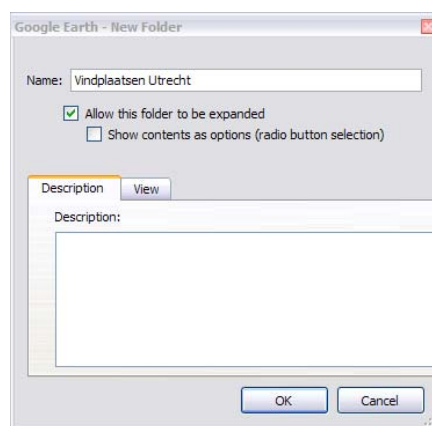 Google Earth - New Folder
Name: Vindplaatsen Utrecht
Allow this folder to be expanded
Show contents as options (radio button selection)
Description View
Description:
OK Cancel